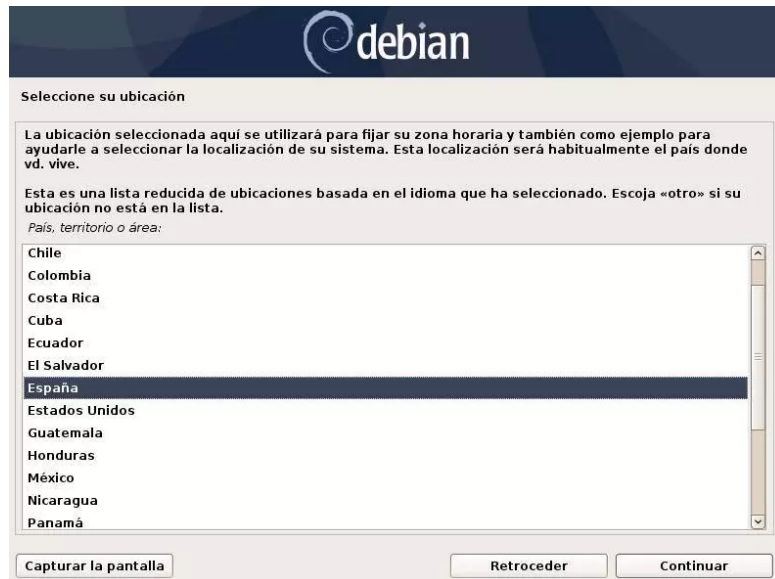 debian
Seleccione su ubicación
La ubicación seleccionada aquí se utilizará para fijar su zona horaria y también como ejemplo para
ayudarle a seleccionar la localización de su sistema. Esta localización será habitualmente el país donde
vd. vive.
Esta es una lista reducida de ubicaciones basada en el idioma que ha seleccionado. Escoja «otro» si su
ubicación no está en la lista.
País, territorio o área:
Chile
Colombia
Costa Rica
Cuba
Ecuador
El Salvador
España
Estados Unidos
Guatemala
Honduras
México
Nicaragua
Panamá
Capturar la pantalla
Retroceder
Continuar